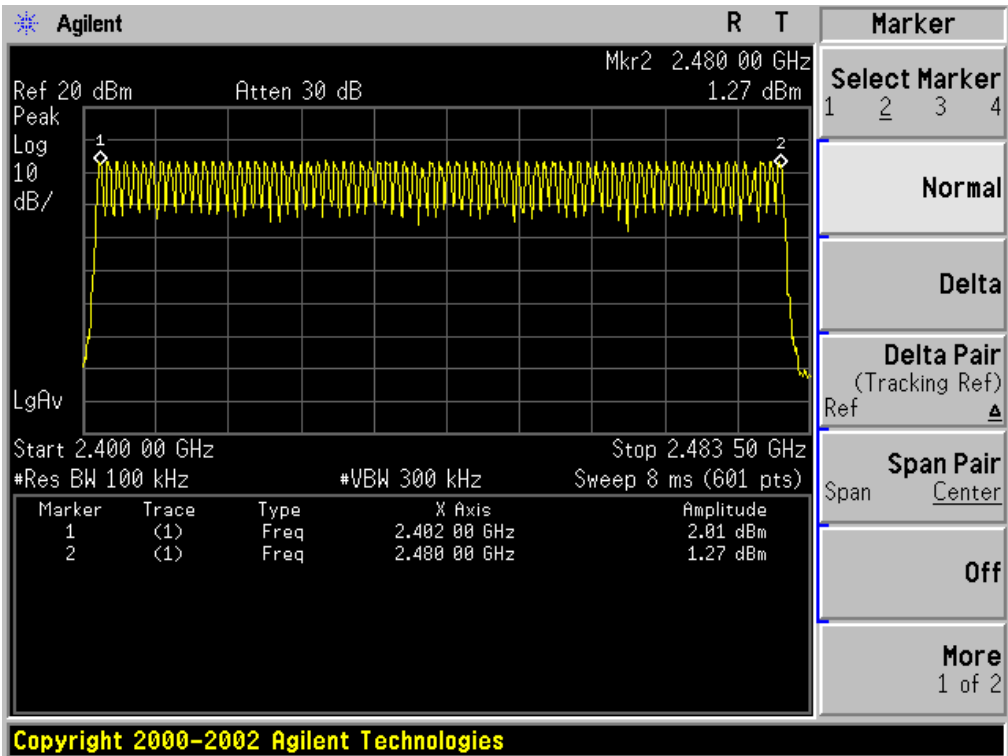 Agilent R T
Mkr2 2.480 00 GHz
Ref 20 dBm Atten 30 dB 1.27 dBm
Peak
Log
10
dB/
1
2
LgAv
Start 2.400 00 GHz Stop 2.483 50 GHz
#Res BW 100 kHz #VBW 300 kHz Sweep 8 ms (601 pts)
Marker Trace Type X Axis Amplitude
1 (1) Freq 2.402 00 GHz 2.01 dBm
2 (1) Freq 2.480 00 GHz 1.27 dBm
Marker
Select Marker
1 2 3 4
Normal
Delta
Delta Pair
(Tracking Ref)
Ref Δ
Span Pair
Span Center
Off
More
1 of 2
Copyright 2000-2002 Agilent Technologies